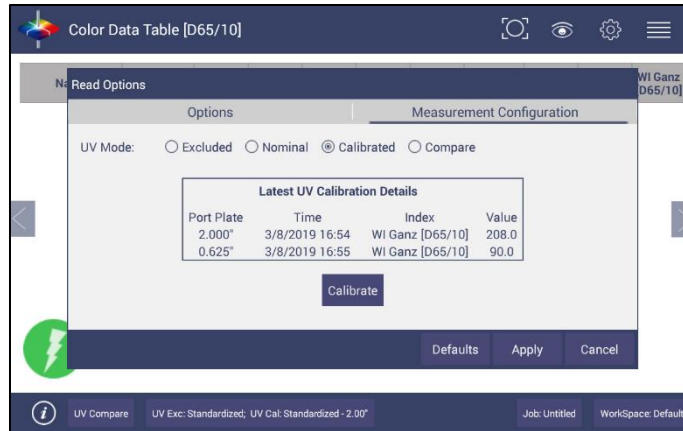 Color Data Table [D65/10]
Na
WI Ganz
D65/10]
Read Options
Options
Measurement Configuration
UV Mode:
Excluded
Nominal
Calibrated
Compare
Latest UV Calibration Details
Port Plate Time Index Value
2.000" 3/8/2019 16:54 WI Ganz [D65/10] 208.0
0.625" 3/8/2019 16:55 WI Ganz [D65/10] 90.0
Calibrate
Defaults
Apply
Cancel
UV Compare
UV Exc: Standardized; UV Cal: Standardized - 2.00"
Job: Untitled
WorkSpace: Default